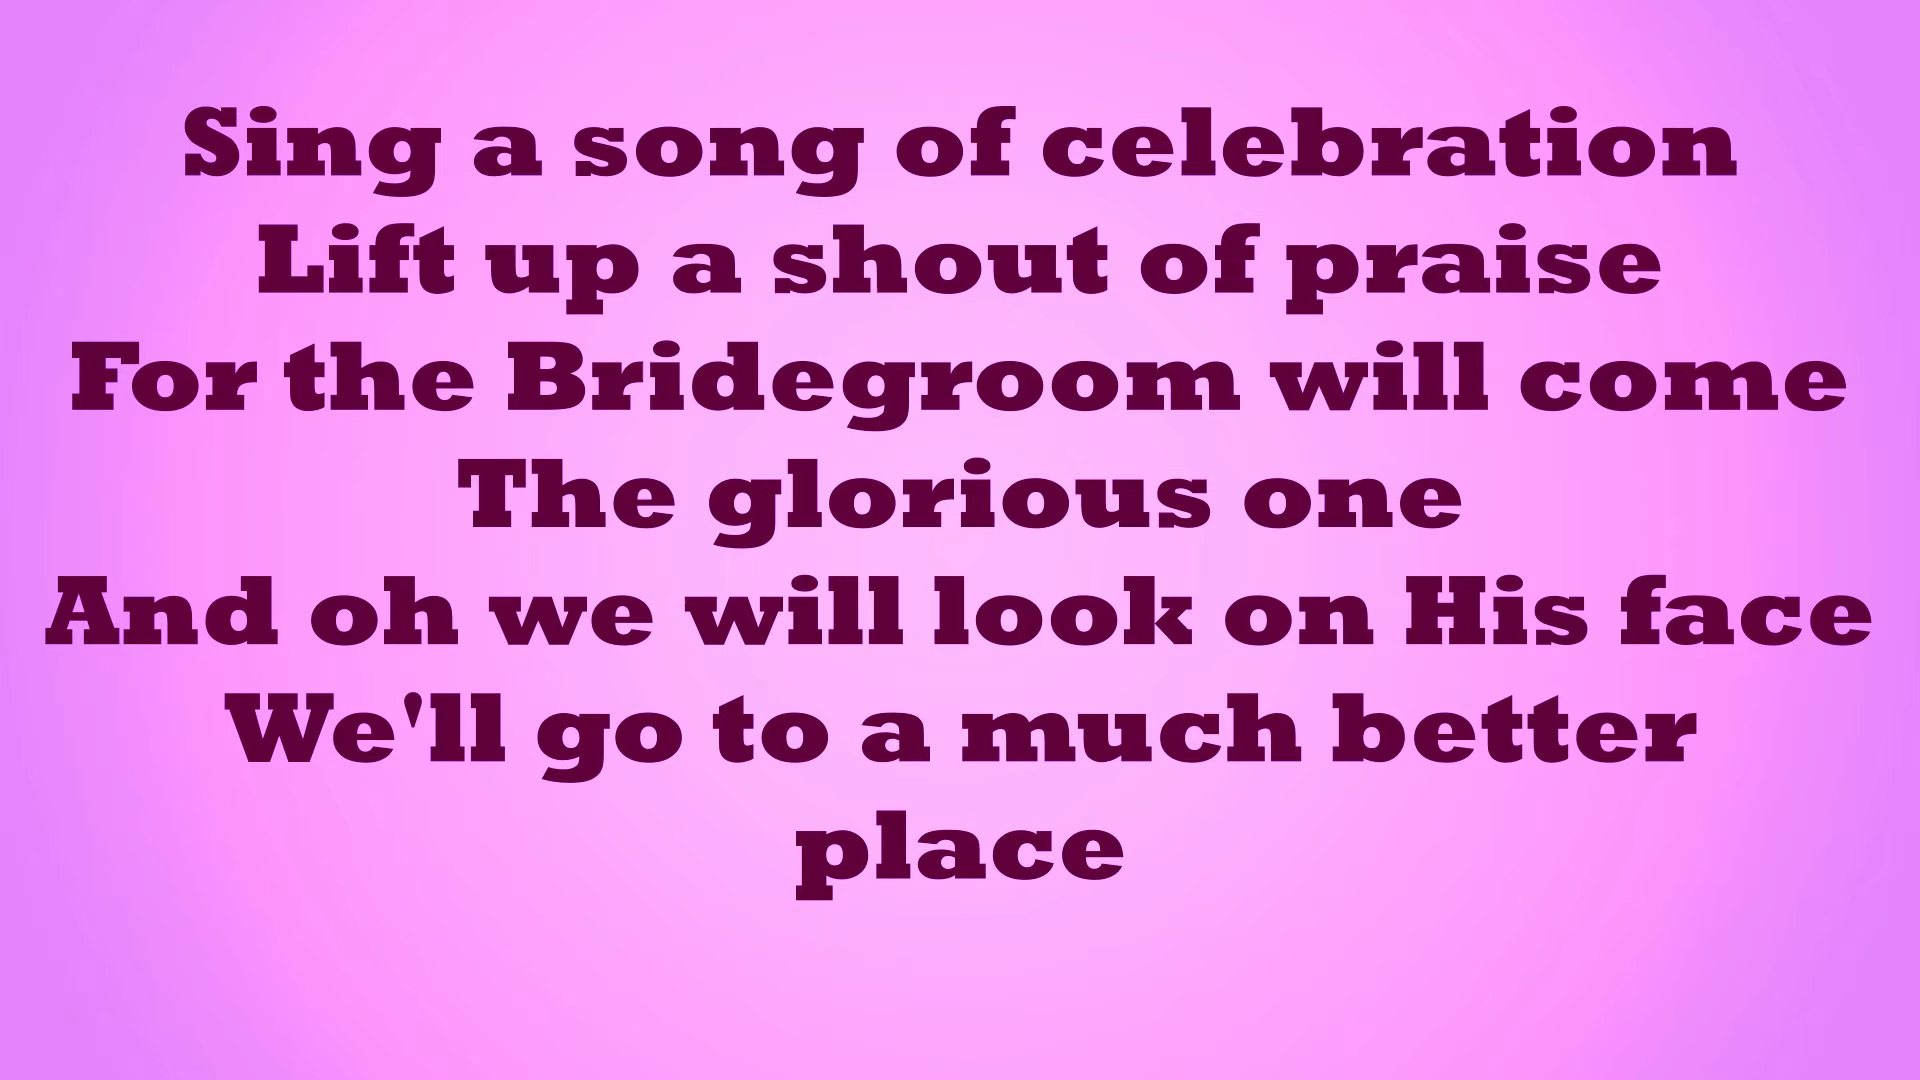 Sing a song of celebration
Lift up a shout of praise
For the Bridegroom will come
The glorious one
And oh we will look on His face
We'll go to a much better
place